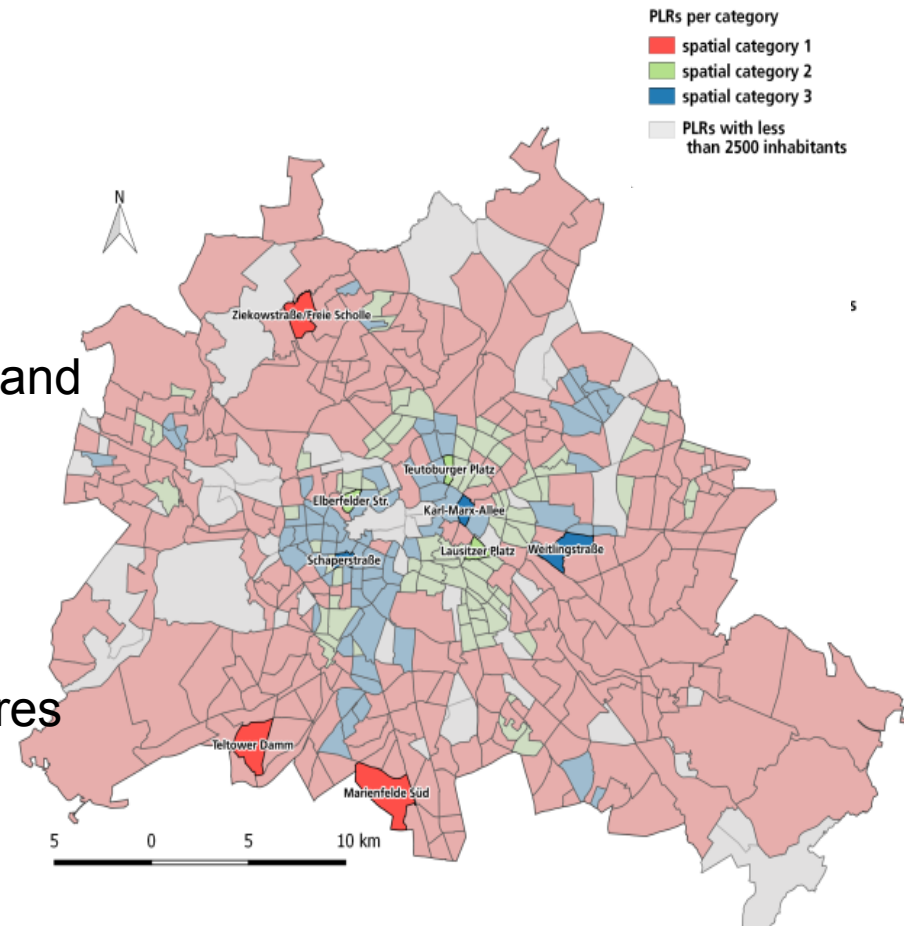 PLRs per category
spatial category 1
spatial category 2
spatial category 3
PLRs with less
than 2500 inhabitants
N
s
Ziekowstraße/Freie Scholle
and
Teutoburger Platz
Elberfelder Str.
Karl-Marx-Allee
Lausitzer Platz
Weitlingstraße
Schaperstraße
res
Teltower Damm
Marienfelde Süd
5 0 5 10 km